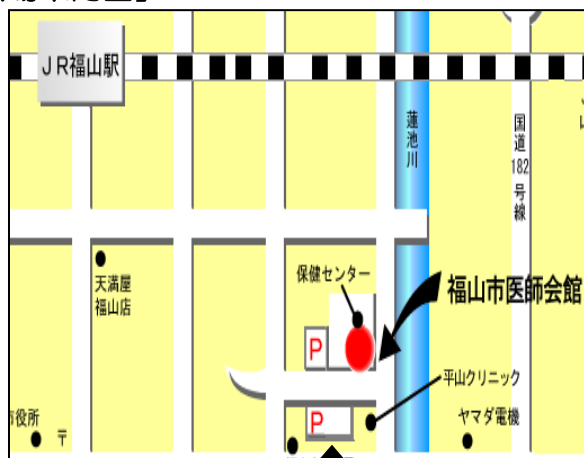 JR福山駅
蓮池川
国道182号線
天満屋
福山店
保健センター
福山市医師会館
P
平山クリニック
P
ヤマダ電機
役所
〒